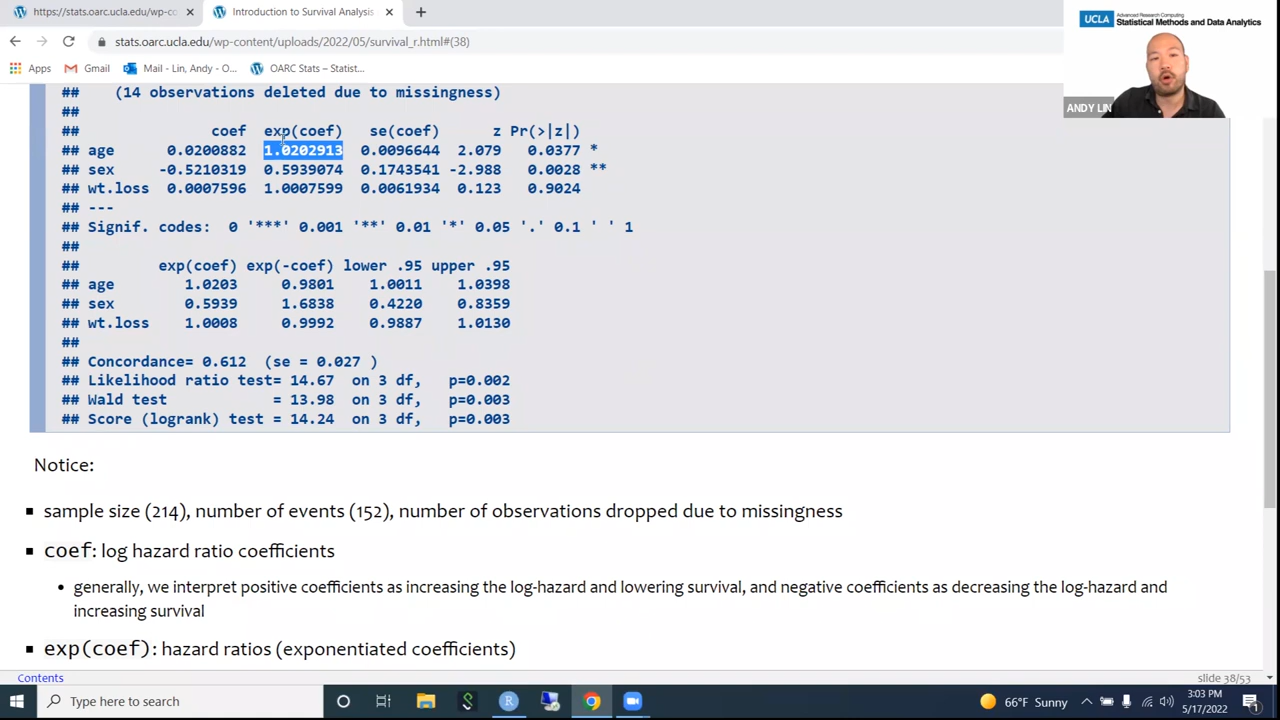 https://stats.oarc.ucla.edu/wp-co
Introduction to Survival Analysis
stats.oarc.ucla.edu/wp-content/uploads/2022/05/survival_r.html#(38)
Apps
Gmail
Mail - Lin, Andy - O...
OARC Stats – Statist...
UCLA
Advanced Research Computing
Statistical Methods and Data Analytics
ANDY LIN
## (14 observations deleted due to missingness)
##
## coef exp(coef) se(coef) z Pr(>|z|)
## age 0.0200882 1.0202913 0.0096644 2.079 0.0377 *
## sex -0.5210319 0.5939074 0.1743541 -2.988 0.0028 **
## wt.loss 0.0007596 1.0007599 0.0061934 0.123 0.9024
## ---
## Signif. codes: 0 '***' 0.001 '**' 0.01 '*' 0.05 '.' 0.1 ' ' 1
##
## exp(coef) exp(-coef) lower .95 upper .95
## age 1.0203 0.9801 1.0011 1.0398
## sex 0.5939 1.6838 0.4220 0.8359
## wt.loss 1.0008 0.9992 0.9887 1.0130
##
## Concordance= 0.612 (se = 0.027 )
## Likelihood ratio test= 14.67 on 3 df, p=0.002
## Wald test = 13.98 on 3 df, p=0.003
## Score (logrank) test = 14.24 on 3 df, p=0.003
Notice:
▪ sample size (214), number of events (152), number of observations dropped due to missingness
▪ coef: log hazard ratio coefficients
• generally, we interpret positive coefficients as increasing the log-hazard and lowering survival, and negative coefficients as decreasing the log-hazard and
increasing survival
▪ exp(coef): hazard ratios (exponentiated coefficients)
Contents
slide 38/53
Type here to search
66°F Sunny
3:03 PM
5/17/2022